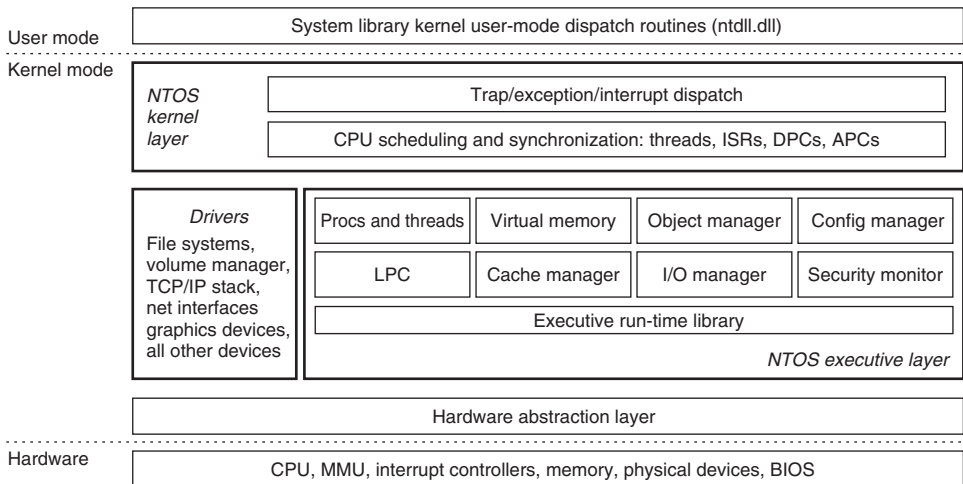 System library kernel user-mode dispatch routines (ntdll.dll)
User mode
Kernel mode
NTOS
kernel
layer
Trap/exception/interrupt dispatch
CPU scheduling and synchronization: threads, ISRs, DPCs, APCs
Drivers
File systems,
volume manager,
TCP/IP stack,
net interfaces
graphics devices,
all other devices
Procs and threads
Virtual memory
Object manager
Config manager
LPC
Cache manager
I/O manager
Security monitor
Executive run-time library
NTOS executive layer
Hardware abstraction layer
Hardware
CPU, MMU, interrupt controllers, memory, physical devices, BIOS